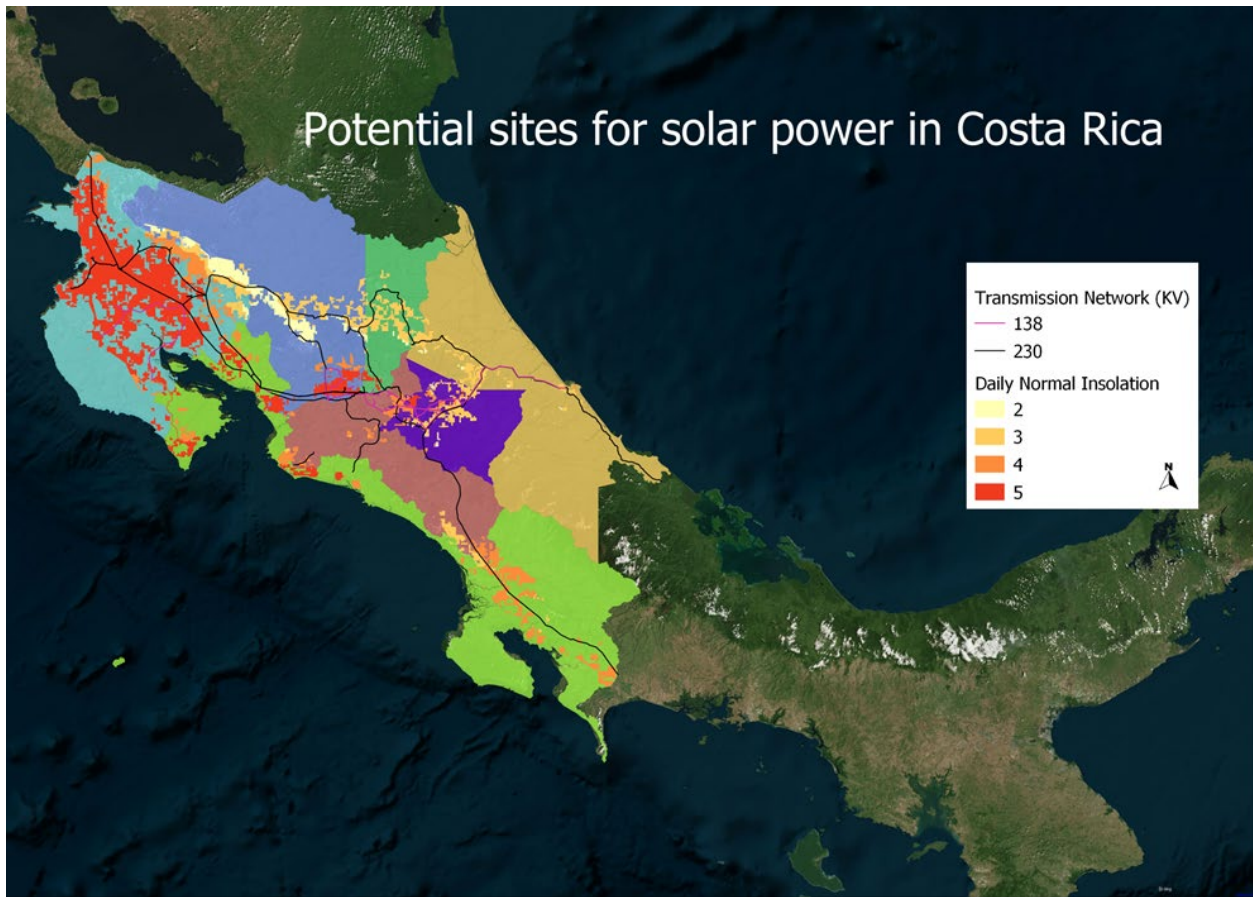 Potential sites for solar power in Costa Rica
Transmission Network (KV)
138
230
Daily Normal Insolation
2
3
4
5
N